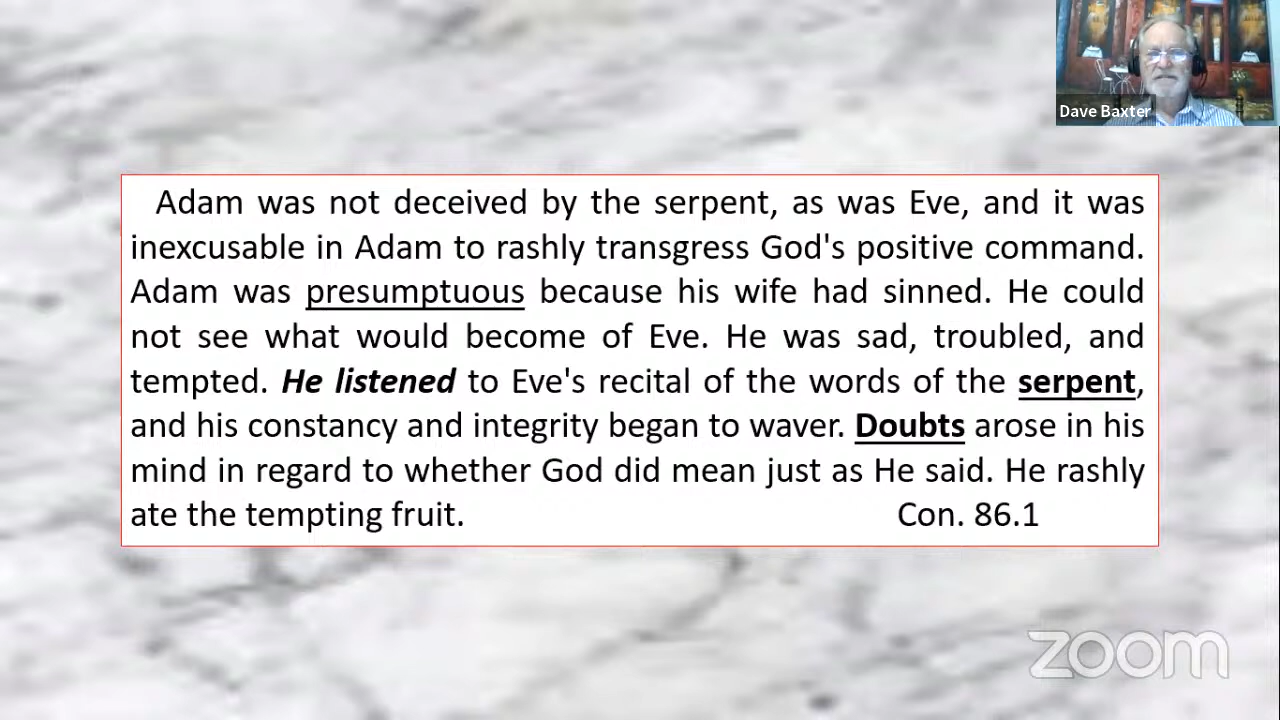 Dave Baxter
Adam was not deceived by the serpent, as was Eve, and it was
inexcusable in Adam to rashly transgress God's positive command.
Adam was presumptuous because his wife had sinned. He could
not see what would become of Eve. He was sad, troubled, and
tempted. He listened to Eve's recital of the words of the serpent,
and his constancy and integrity began to waver. Doubts arose in his
mind in regard to whether God did mean just as He said. He rashly
ate the tempting fruit. Con. 86.1
zoom